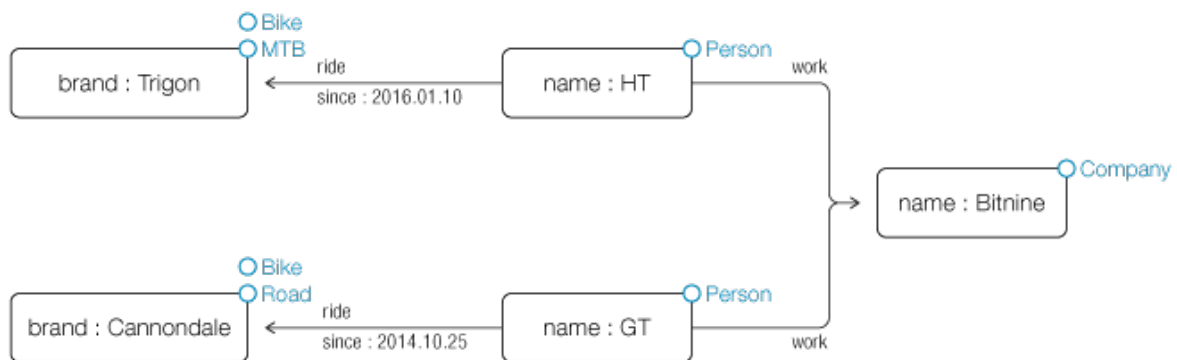 Bike
MTB
brand : Trigon
ride
since : 2016.01.10
Person
name : HT
work
Company
name : Bitnine
Bike
Road
brand : Cannondale
ride
since : 2014.10.25
Person
name : GT
work